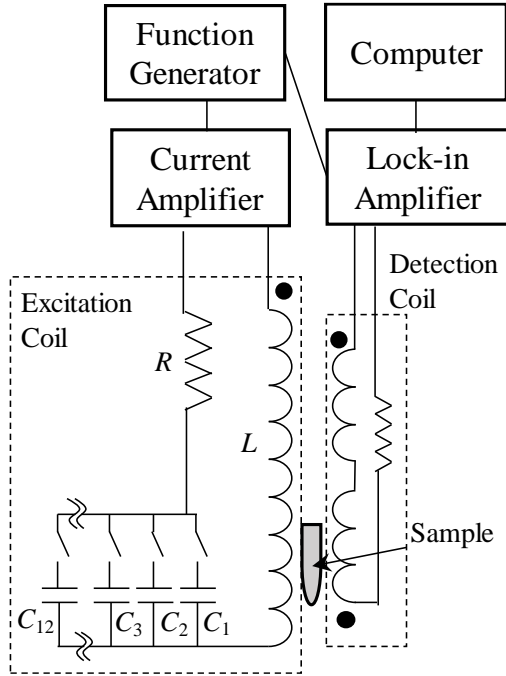 Function
Generator
Computer
Current
Amplifier
Lock-in
Amplifier
Detection
Coil
Excitation
Coil
R
L
Sample
C12
C3
C2
C1